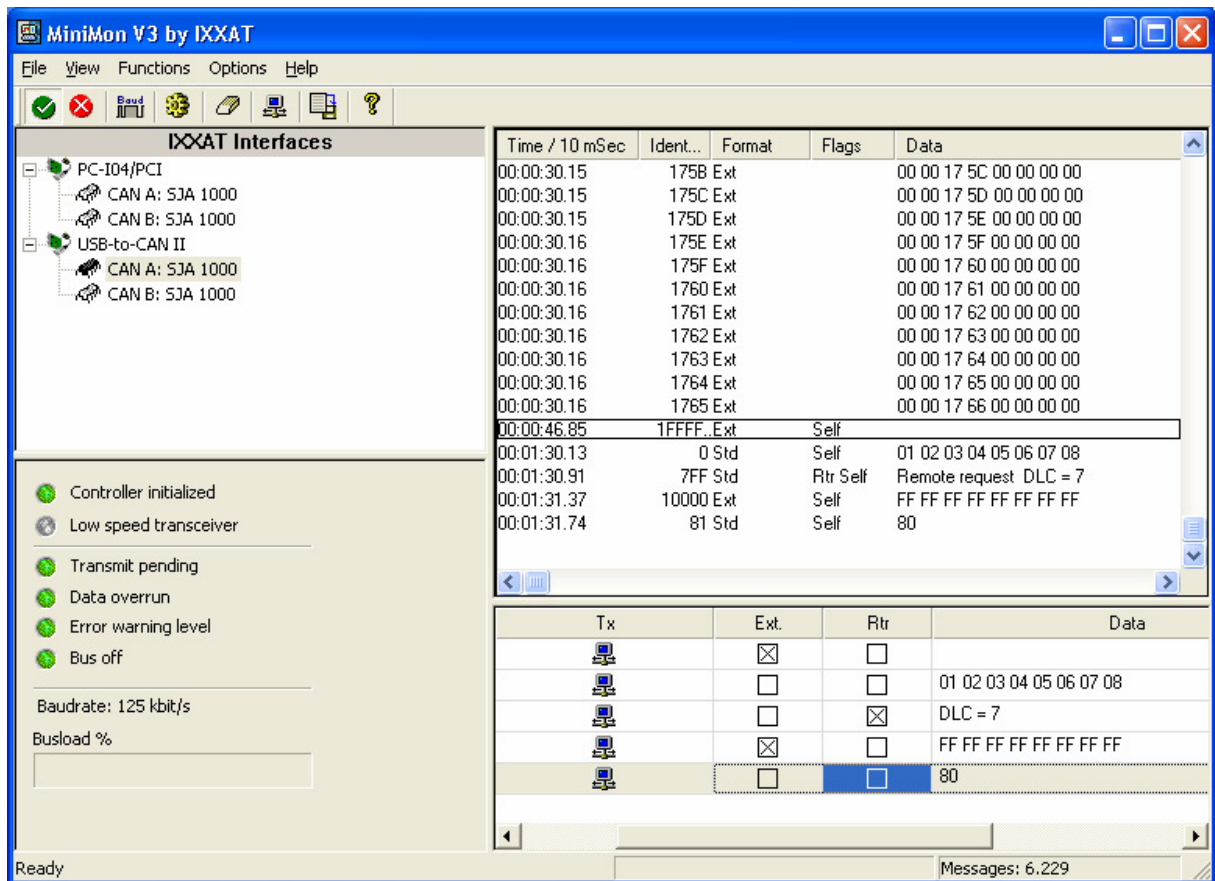 MiniMon V3 by IXXAT
File View Functions Options Help
Baud
IXXAT Interfaces
PC-I04/PCI
CAN A: SJA 1000
CAN B: SJA 1000
USB-to-CAN II
CAN A: SJA 1000
CAN B: SJA 1000
Controller initialized
Low speed transceiver
Transmit pending
Data overrun
Error warning level
Bus off
Baudrate: 125 kbit/s
Busload %
Time / 10 mSec Ident... Format Flags Data
00:00:30.15 175B Ext 00 00 17 5C 00 00 00 00
00:00:30.15 175C Ext 00 00 17 5D 00 00 00 00
00:00:30.15 175D Ext 00 00 17 5E 00 00 00 00
00:00:30.16 175E Ext 00 00 17 5F 00 00 00 00
00:00:30.16 175F Ext 00 00 17 60 00 00 00 00
00:00:30.16 1760 Ext 00 00 17 61 00 00 00 00
00:00:30.16 1761 Ext 00 00 17 62 00 00 00 00
00:00:30.16 1762 Ext 00 00 17 63 00 00 00 00
00:00:30.16 1763 Ext 00 00 17 64 00 00 00 00
00:00:30.16 1764 Ext 00 00 17 65 00 00 00 00
00:00:30.16 1765 Ext 00 00 17 66 00 00 00 00
00:00:46.85 1FFFF.. Ext Self
00:01:30.13 0 Std Self 01 02 03 04 05 06 07 08
00:01:30.91 7FF Std Rtr Self Remote request DLC = 7
00:01:31.37 10000 Ext Self FF FF FF FF FF FF FF FF
00:01:31.74 81 Std Self 80
Tx Ext. Rtr Data
01 02 03 04 05 06 07 08
DLC = 7
FF FF FF FF FF FF FF FF
80
Ready Messages: 6.229